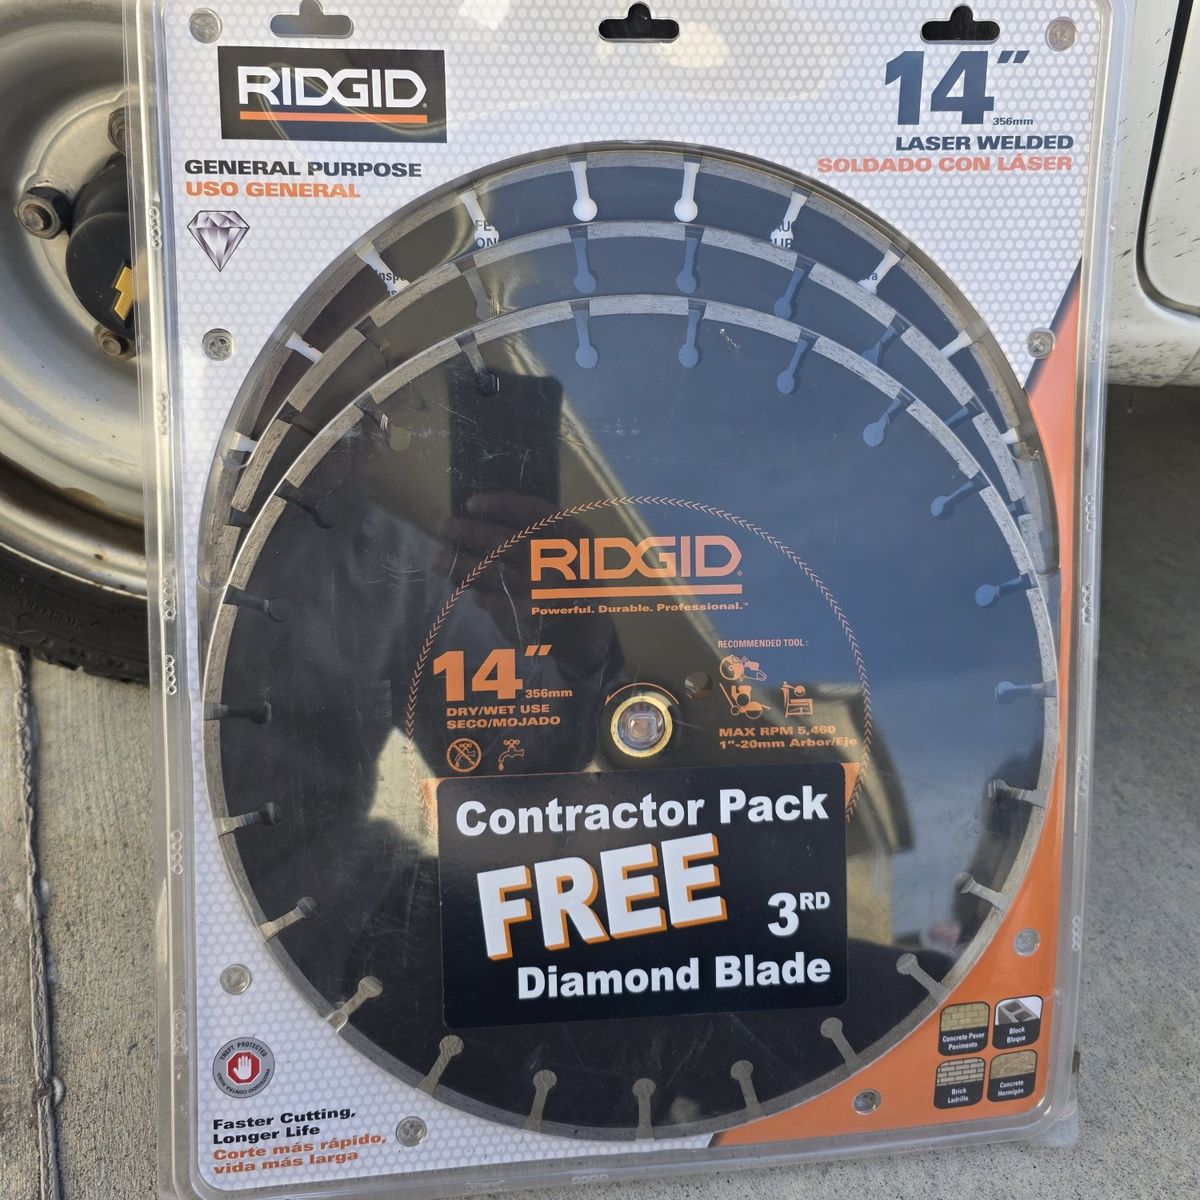 RIDGID
14"
356mm
LASER WELDED
SOLDADO CON LÁSER
GENERAL PURPOSE
USO GENERAL
RIDGID
Powerful. Durable. Professional.™
14"
356mm
DRY/WET USE
SECO/MOJADO
RECOMMENDED TOOL :
MAX RPM 5,460
1"-20mm Arbor/Eje
Contractor Pack
FREE
3RD
Diamond Blade
Concrete Paver
Pavimento
Block
Bloque
Brick
Ladrillo
Concrete
Hormigón
THEFT PROTECTED
Faster Cutting,
Longer Life
Corte más rápido,
vida más larga